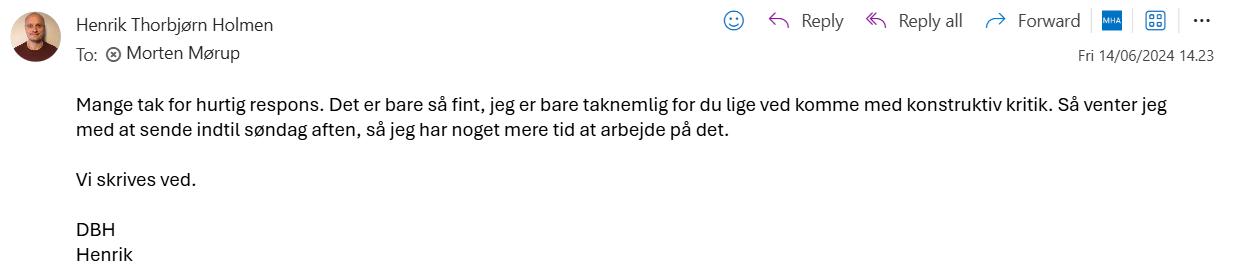 Henrik Thorbjørn Holmen
Reply
Reply all
Forward
MHA
To: Morten Mørup
Fri 14/06/2024 14.23
Mange tak for hurtig respons. Det er bare så fint, jeg er bare taknemlig for du lige ved komme med konstruktiv kritik. Så venter jeg
med at sende indtil søndag aften, så jeg har noget mere tid at arbejde på det.
Vi skrives ved.
DBH
Henrik